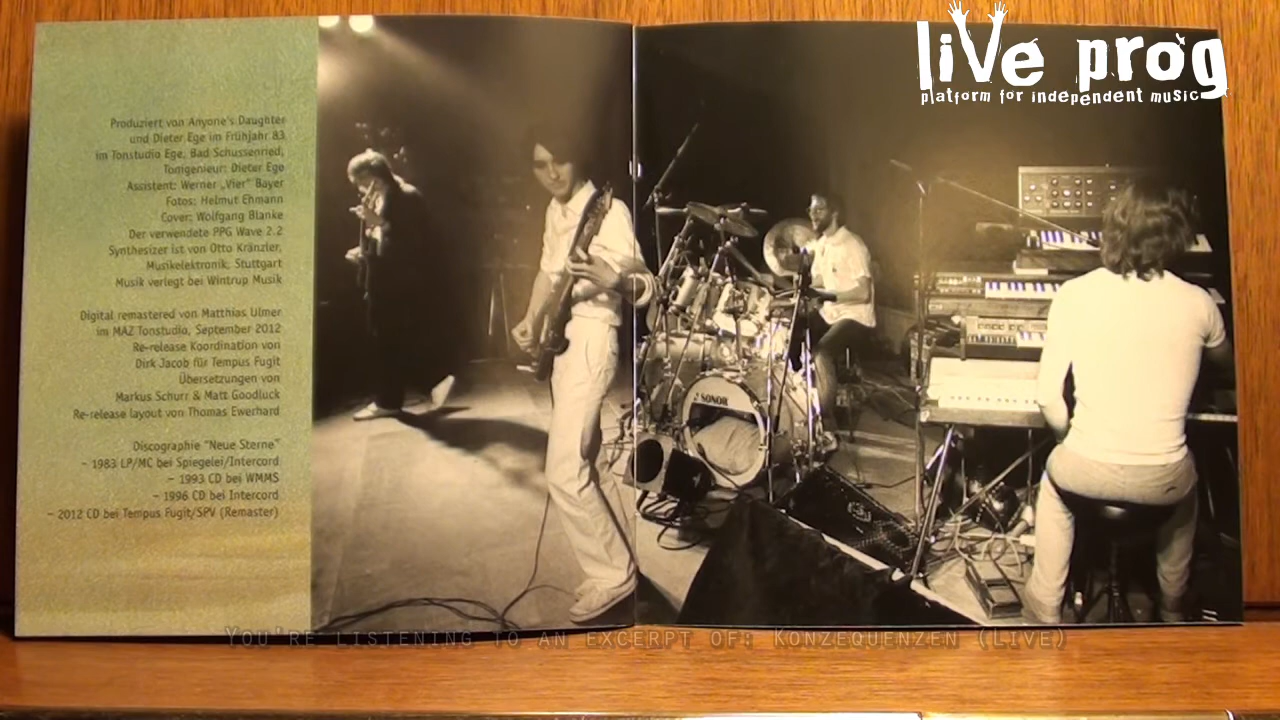 live prog
platform for independent music
Produziert von Anyone's Daughter
und Dieter Ege im Frühjahr 83
im Tonstudio Ege, Bad Schussenried,
Toningenieur: Dieter Ege
Assistent: Werner „Vier“ Bayer
Fotos: Helmut Ehmann
Cover: Wolfgang Blanke
Der verwendete PPG Wave 2.2
Synthesizer ist von Otto Kränzler,
Musikelektronik, Stuttgart
Musik verlegt bei Wintrup Musik
Digital remastered von Matthias Ulmer
im MAZ Tonstudio, September 2012
Re-release Koordination von
Dirk Jacob für Tempus Fugit
Übersetzungen von
Markus Schurr & Matt Goodluck
Re-release layout von Thomas Ewerhard
Discographie "Neue Sterne"
- 1983 LP/MC bei Spiegelei/Intercord
- 1993 CD bei WMMS
- 1996 CD bei Intercord
- 2012 CD bei Tempus Fugit/SPV (Remaster)
SONOR
You're listening to an excerpt of: Konzequenzen (Live)